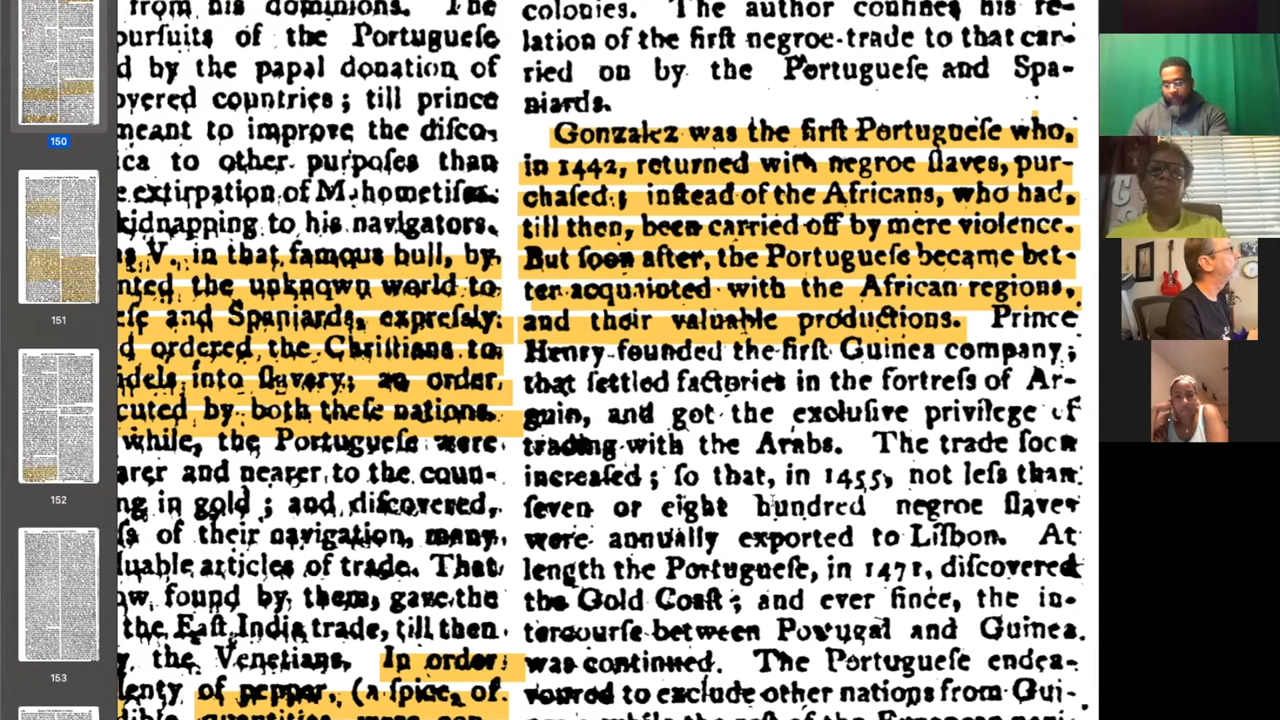 150
151
152
153
from his dominions. The
purſuits of the Portugueſe
d by the papal donation of
overed countries; till prince
meant to improve the diſco-
ica to other purpoſes than
e extirpation of M.hometiſm.
kidnapping to his navigators.
V. in that famous bull, by
nted the unknown world to
eſe and Spaniards, expreſsly
d ordered the Chriſtians to
idels into ſlavery; an order,
cuted by both theſe nations.
while, the Portugueſe were
arer and nearer to the coun-
ng in gold; and diſcovered,
ſs of their navigation, many
luable articles of trade. That
ow found by them, gave the
the Eaſt India trade, till then
y the Venetians. In order
lenty of pepper, (a ſpice, of
quantities were con-
colonies. The author confines his re-
lation of the firſt negroe-trade to that car-
ried on by the Portugueſe and Spa-
niards.
Gonzalez was the firſt Portugueſe who,
in 1442, returned with negroe ſlaves, pur-
chaſed; inſtead of the Africans, who had,
till then, been carried off by mere violence.
But ſoon after, the Portugueſe became bet-
ter acquainted with the African regions,
and their valuable productions. Prince
Henry founded the firſt Guinea company;
that ſettled factories in the fortreſs of Ar-
guin, and got the excluſive privilege of
trading with the Arabs. The trade ſoon
increaſed; ſo that, in 1455, not leſs than
ſeven or eight hundred negroe ſlaves
were annually exported to Liſbon. At
length the Portugueſe, in 1471, diſcovered
the Gold Coaſt; and ever ſince, the in-
tercourſe between Portugal and Guinea
was continued. The Portugueſe endea-
voured to exclude other nations from Gui-